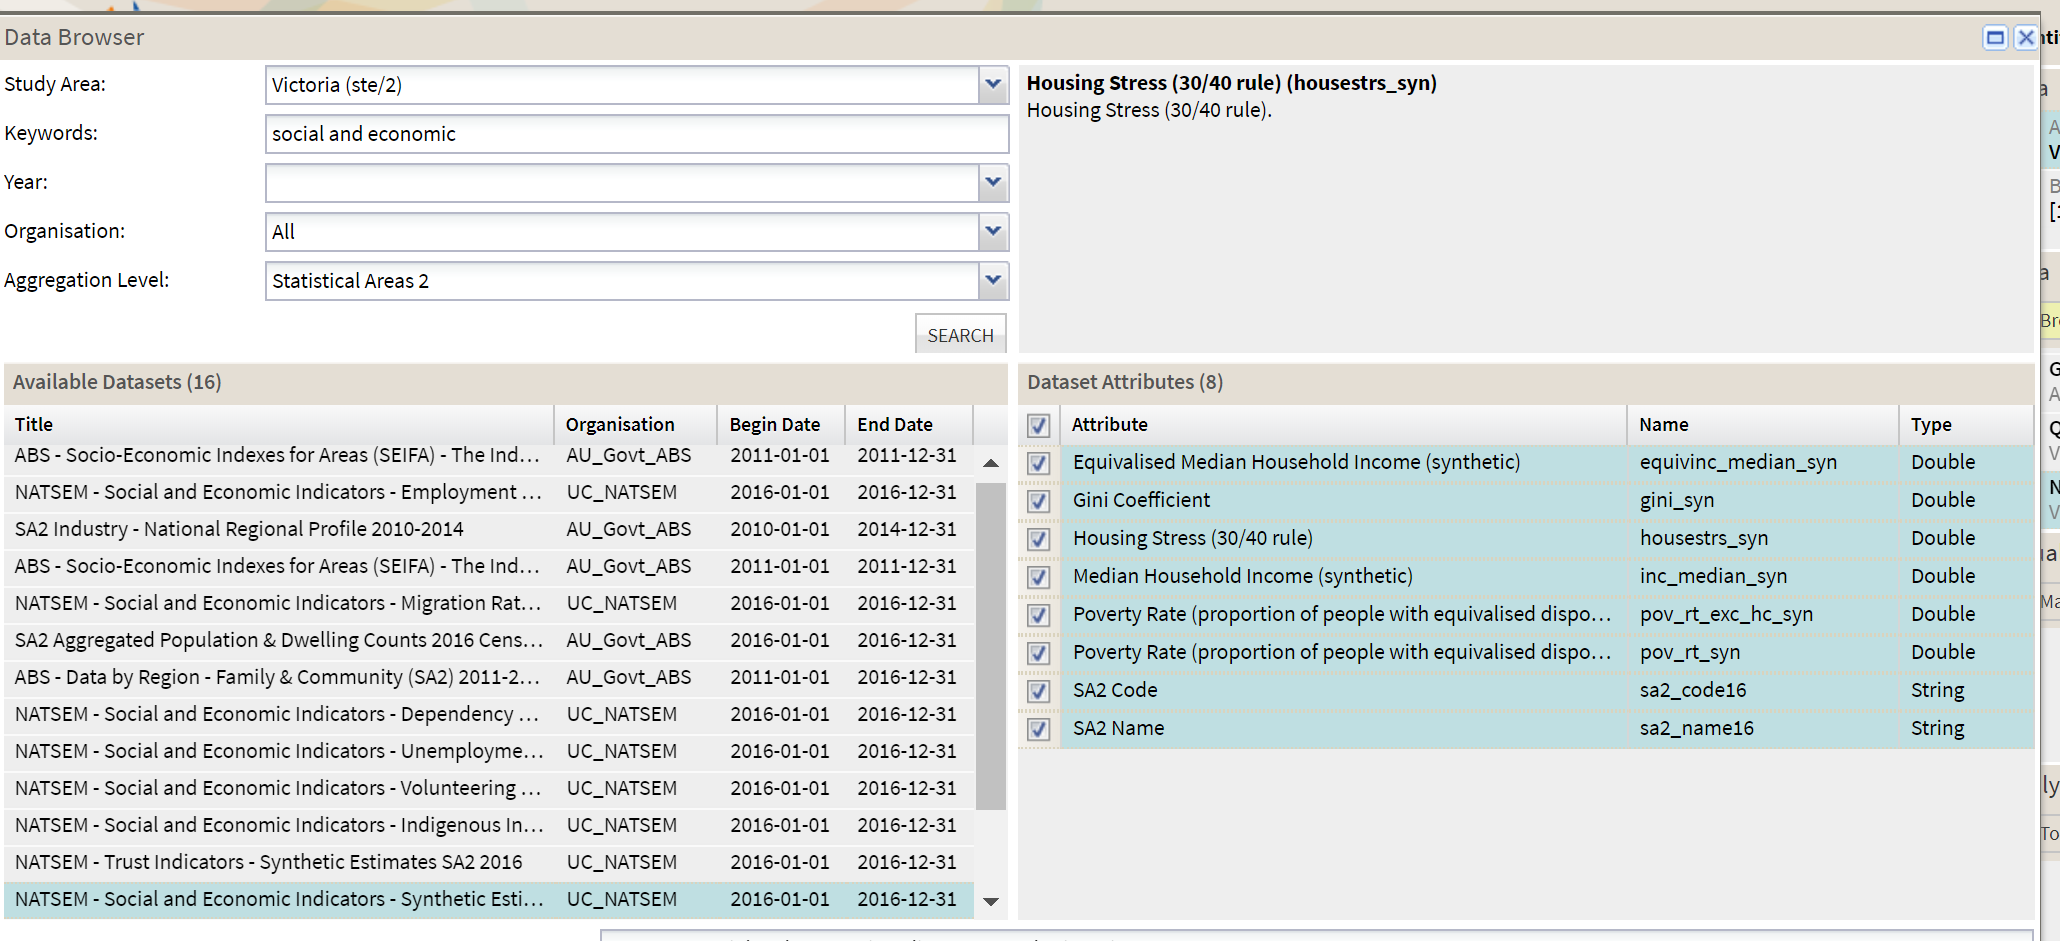 Data Browser
Study Area: Victoria (ste/2)
Keywords: social and economic
Year:
Organisation: All
Aggregation Level: Statistical Areas 2
SEARCH
Housing Stress (30/40 rule) (housestrs_syn)
Housing Stress (30/40 rule).
Available Datasets (16)
Title Organisation Begin Date End Date
ABS - Socio-Economic Indexes for Areas (SEIFA) - The Ind... AU_Govt_ABS 2011-01-01 2011-12-31
NATSEM - Social and Economic Indicators - Employment ... UC_NATSEM 2016-01-01 2016-12-31
SA2 Industry - National Regional Profile 2010-2014 AU_Govt_ABS 2010-01-01 2014-12-31
ABS - Socio-Economic Indexes for Areas (SEIFA) - The Ind... AU_Govt_ABS 2011-01-01 2011-12-31
NATSEM - Social and Economic Indicators - Migration Rat... UC_NATSEM 2016-01-01 2016-12-31
SA2 Aggregated Population & Dwelling Counts 2016 Cens... AU_Govt_ABS 2016-01-01 2016-12-31
ABS - Data by Region - Family & Community (SA2) 2011-2... AU_Govt_ABS 2011-01-01 2016-12-31
NATSEM - Social and Economic Indicators - Dependency ... UC_NATSEM 2016-01-01 2016-12-31
NATSEM - Social and Economic Indicators - Unemployme... UC_NATSEM 2016-01-01 2016-12-31
NATSEM - Social and Economic Indicators - Volunteering ... UC_NATSEM 2016-01-01 2016-12-31
NATSEM - Social and Economic Indicators - Indigenous In... UC_NATSEM 2016-01-01 2016-12-31
NATSEM - Trust Indicators - Synthetic Estimates SA2 2016 UC_NATSEM 2016-01-01 2016-12-31
NATSEM - Social and Economic Indicators - Synthetic Esti... UC_NATSEM 2016-01-01 2016-12-31
Dataset Attributes (8)
Attribute Name Type
Equivalised Median Household Income (synthetic) equivinc_median_syn Double
Gini Coefficient gini_syn Double
Housing Stress (30/40 rule) housestrs_syn Double
Median Household Income (synthetic) inc_median_syn Double
Poverty Rate (proportion of people with equivalised dispo... pov_rt_exc_hc_syn Double
Poverty Rate (proportion of people with equivalised dispo... pov_rt_syn Double
SA2 Code sa2_code16 String
SA2 Name sa2_name16 String